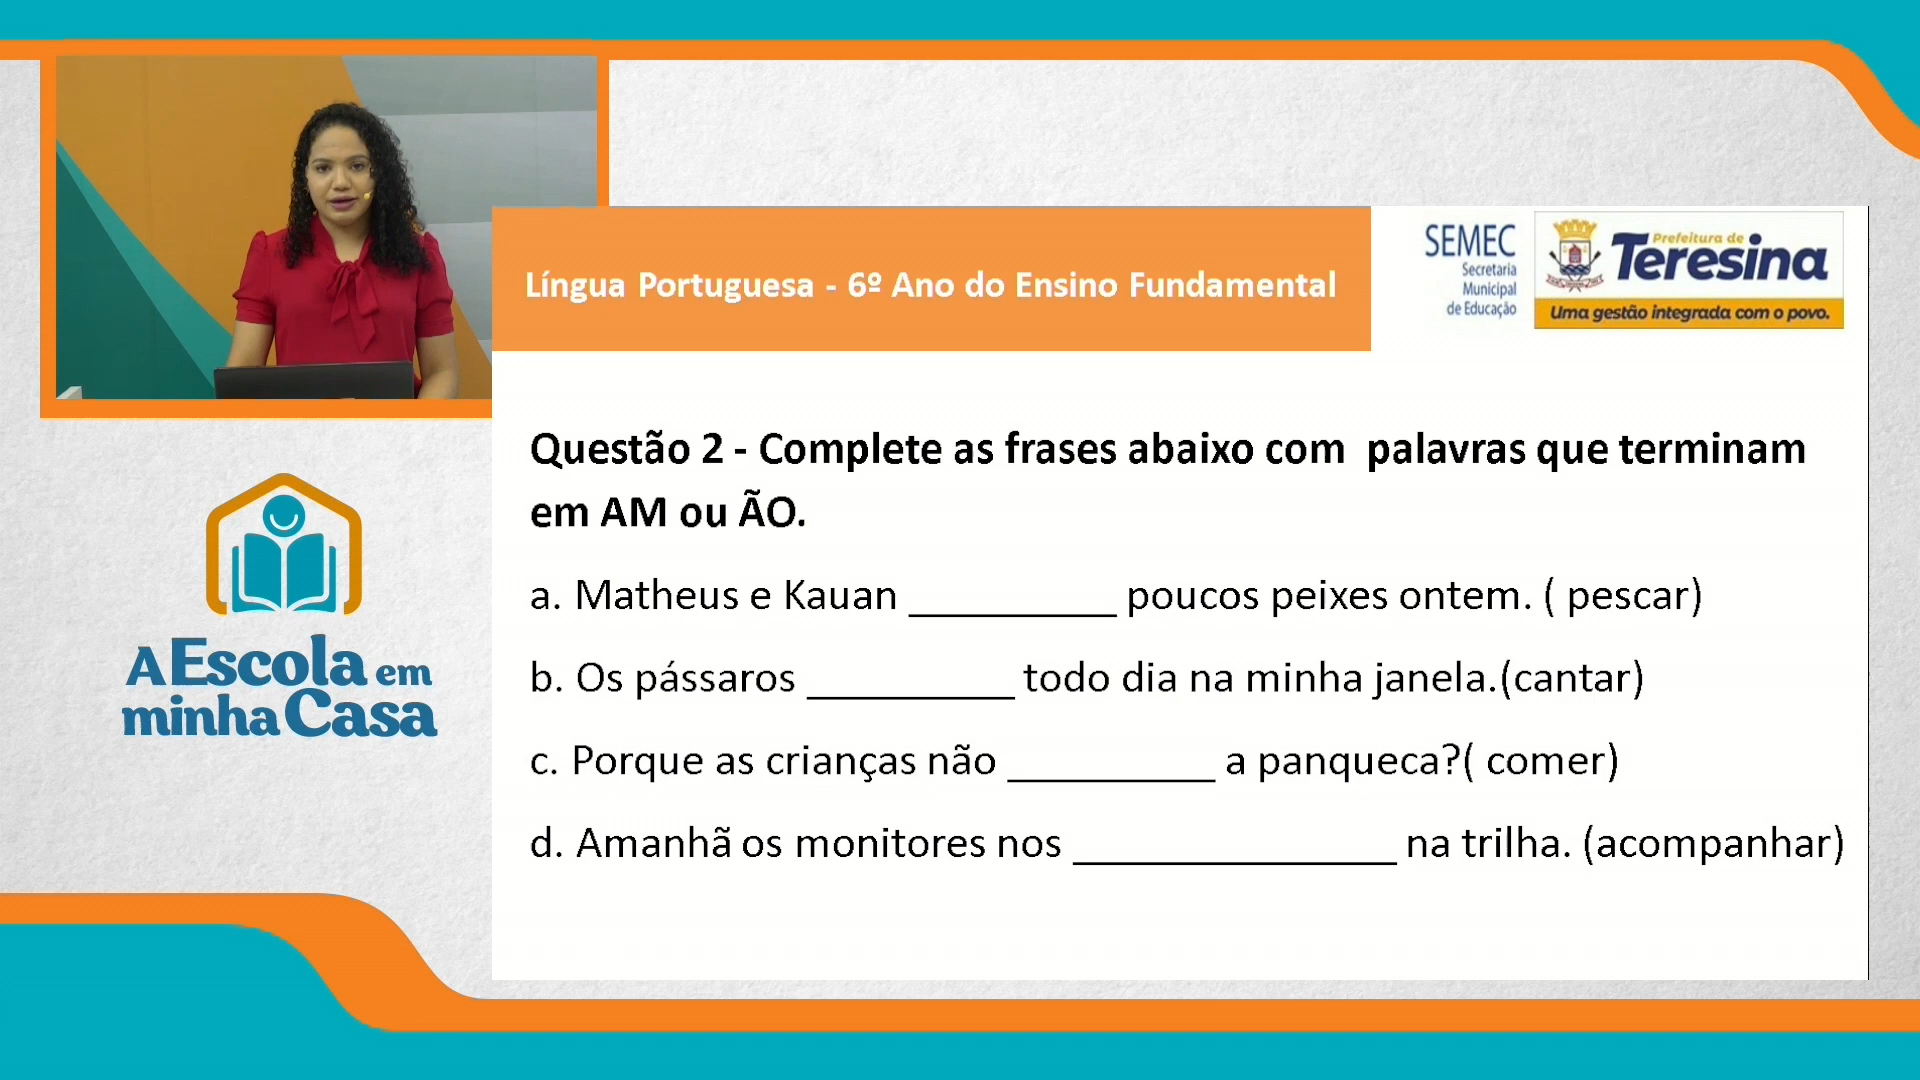 Língua Portuguesa - 6º Ano do Ensino Fundamental
SEMEC
Secretaria
Municipal
de Educação
Prefeitura de
Teresina
Uma gestão integrada com o povo.
Questão 2 - Complete as frases abaixo com palavras que terminam
em AM ou ÃO.
a. Matheus e Kauan __________ poucos peixes ontem. ( pescar)
b. Os pássaros __________ todo dia na minha janela.(cantar)
c. Porque as crianças não __________ a panqueca?( comer)
d. Amanhã os monitores nos _______________ na trilha. (acompanhar)
A Escola em
minha Casa